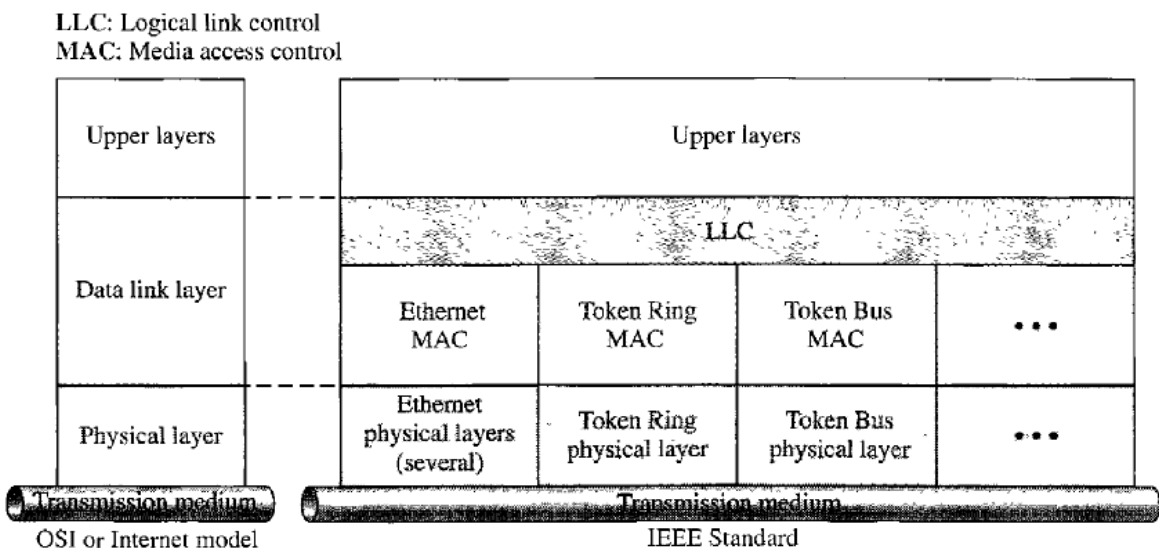 LLC: Logical link control
MAC: Media access control
Upper layers
Data link layer
Physical layer
Transmission medium
OSI or Internet model
Upper layers
LLC
Ethernet
MAC
Token Ring
MAC
Token Bus
MAC
•••
Ethernet
physical layers
(several)
Token Ring
physical layer
Token Bus
physical layer
•••
Transmission medium
IEEE Standard